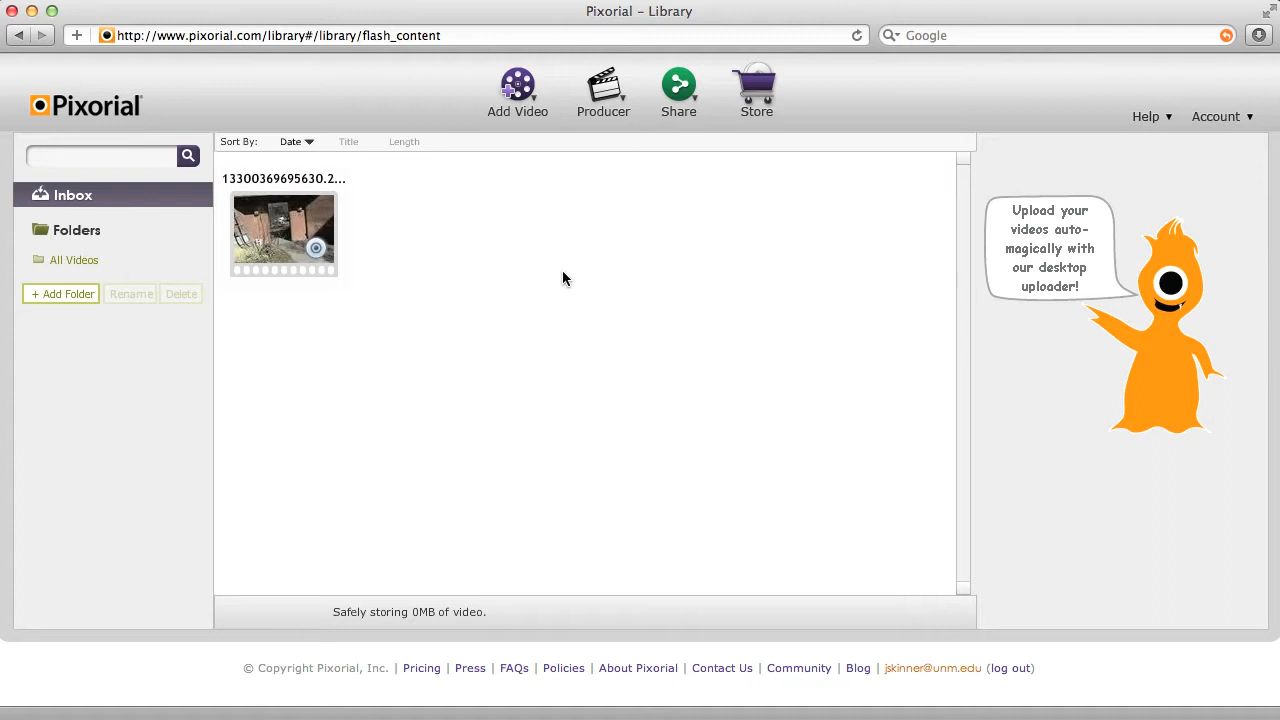 Pixorial – Library
http://www.pixorial.com/library#/library/flash_content
Google
Pixorial
Add Video
Producer
Share
Store
Help
Account
Sort By: Date Title Length
Inbox
Folders
All Videos
+ Add Folder Rename Delete
13300369695630.2...
Upload your
videos auto-
magically with
our desktop
uploader!
Safely storing 0MB of video.
© Copyright Pixorial, Inc. | Pricing | Press | FAQs | Policies | About Pixorial | Contact Us | Community | Blog | jskinner@unm.edu (log out)